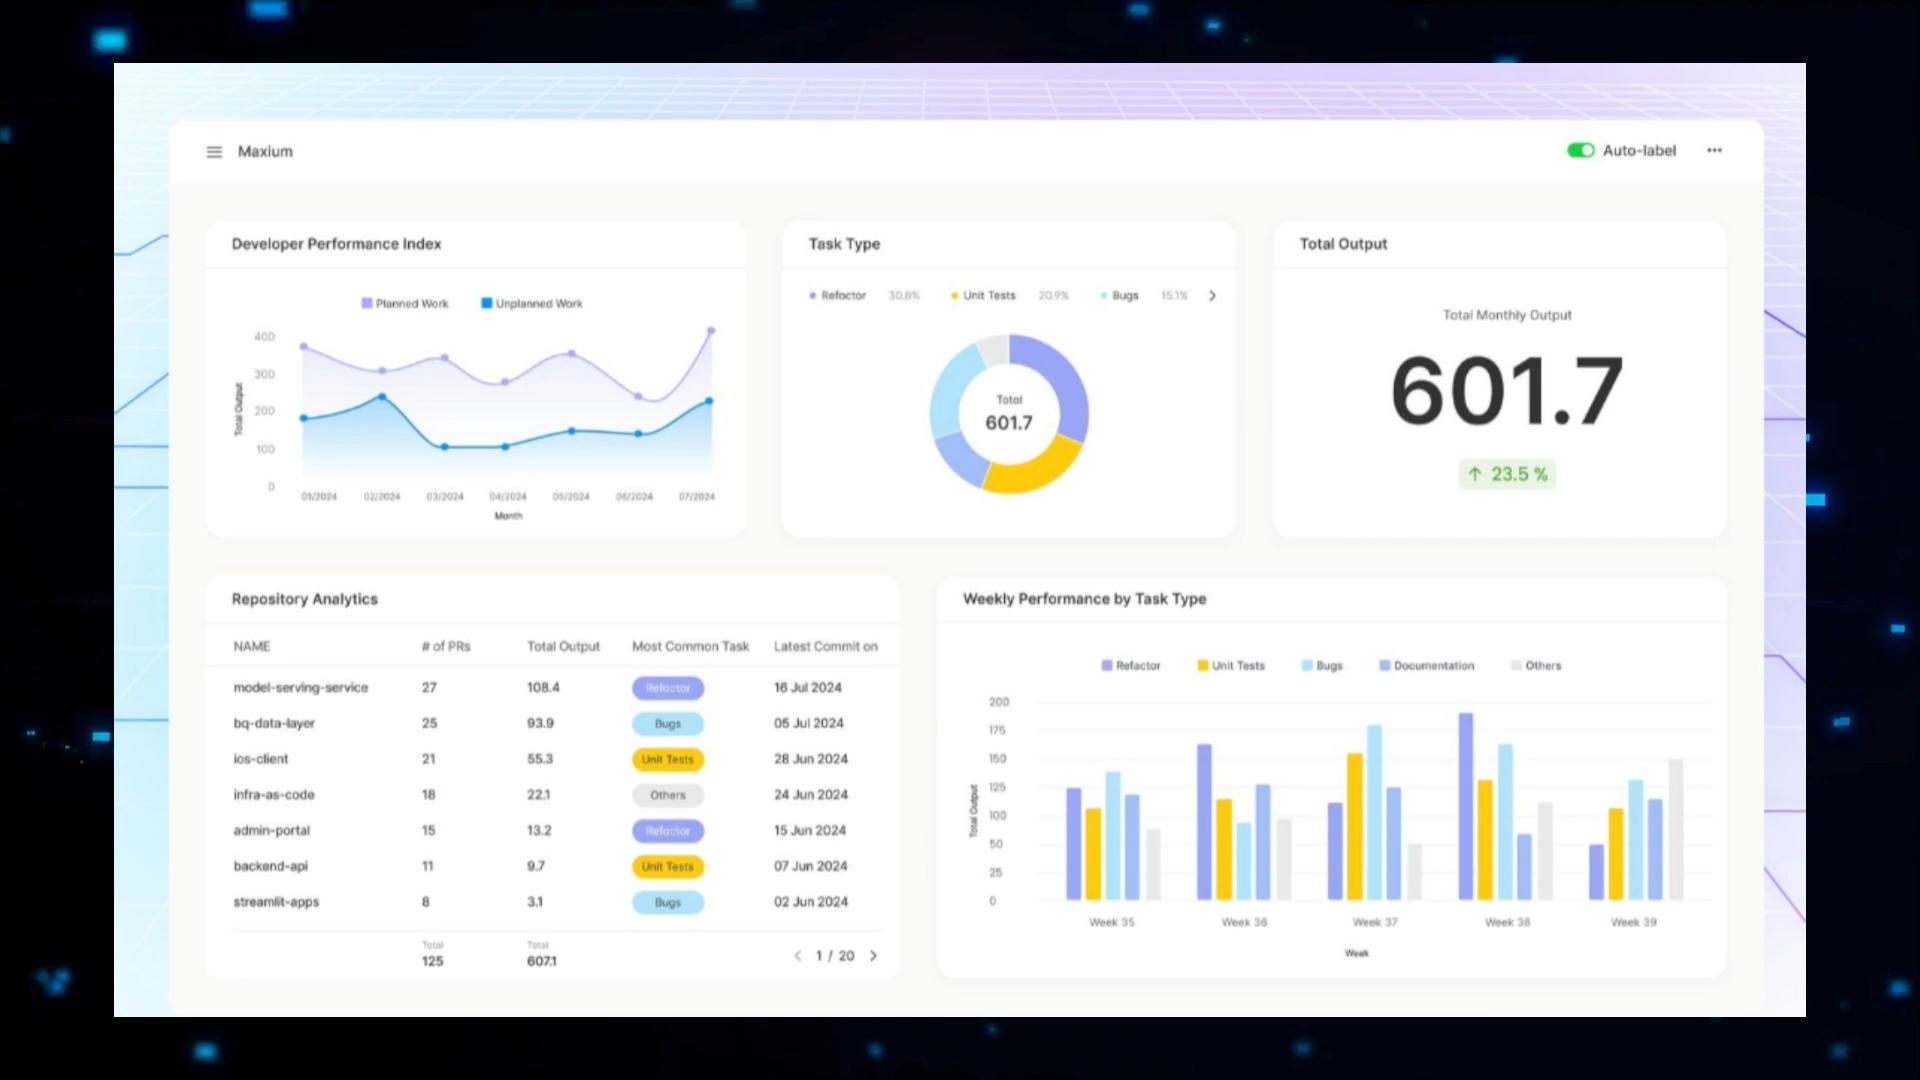 Maxium
Auto-label
Developer Performance Index
Planned Work
Unplanned Work
400
300
200
100
0
Total Output
01/2024 02/2024 03/2024 04/2024 05/2024 06/2024 07/2024
Month
Task Type
Refactor 30.8% Unit Tests 20.9% Bugs 15.1%
Total
601.7
Total Output
Total Monthly Output
601.7
↑ 23.5 %
Repository Analytics
NAME # of PRs Total Output Most Common Task Latest Commit on
model-serving-service 27 108.4 Refactor 16 Jul 2024
bq-data-layer 25 93.9 Bugs 05 Jul 2024
ios-client 21 55.3 Unit Tests 28 Jun 2024
infra-as-code 18 22.1 Others 24 Jun 2024
admin-portal 15 13.2 Refactor 15 Jun 2024
backend-api 11 9.7 Unit Tests 07 Jun 2024
streamlit-apps 8 3.1 Bugs 02 Jun 2024
Total Total
125 607.1 1 / 20
Weekly Performance by Task Type
Refactor Unit Tests Bugs Documentation Others
200
175
150
125
100
50
25
0
Total Output
Week 35 Week 36 Week 37 Week 38 Week 39
Week